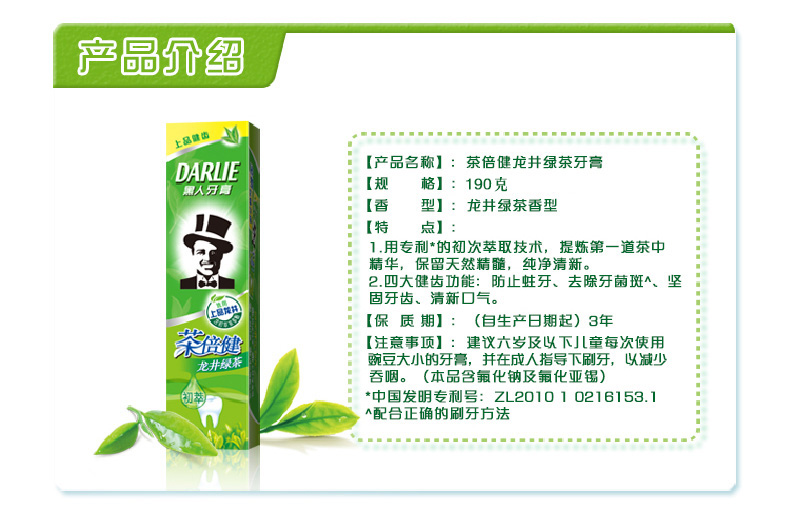 产品介绍
上品健齿
DARLIE
黑人牙膏
上品龙井
茶倍健
龙井绿茶
初萃
【产品名称】：茶倍健龙井绿茶牙膏
【规 格】：190克
【香 型】：龙井绿茶香型
【特 点】：
1.用专利*的初次萃取技术，提炼第一道茶中
精华，保留天然精髓，纯净清新。
2.四大健齿功能：防止蛀牙、去除牙菌斑^、坚
固牙齿、清新口气。
【保 质 期】：（自生产日期起）3年
【注意事项】：建议六岁及以下儿童每次使用
豌豆大小的牙膏，并在成人指导下刷牙，以减少
吞咽。（本品含氟化钠及氟化亚锡）
*中国发明专利号：ZL2010 1 0216153.1
^配合正确的刷牙方法